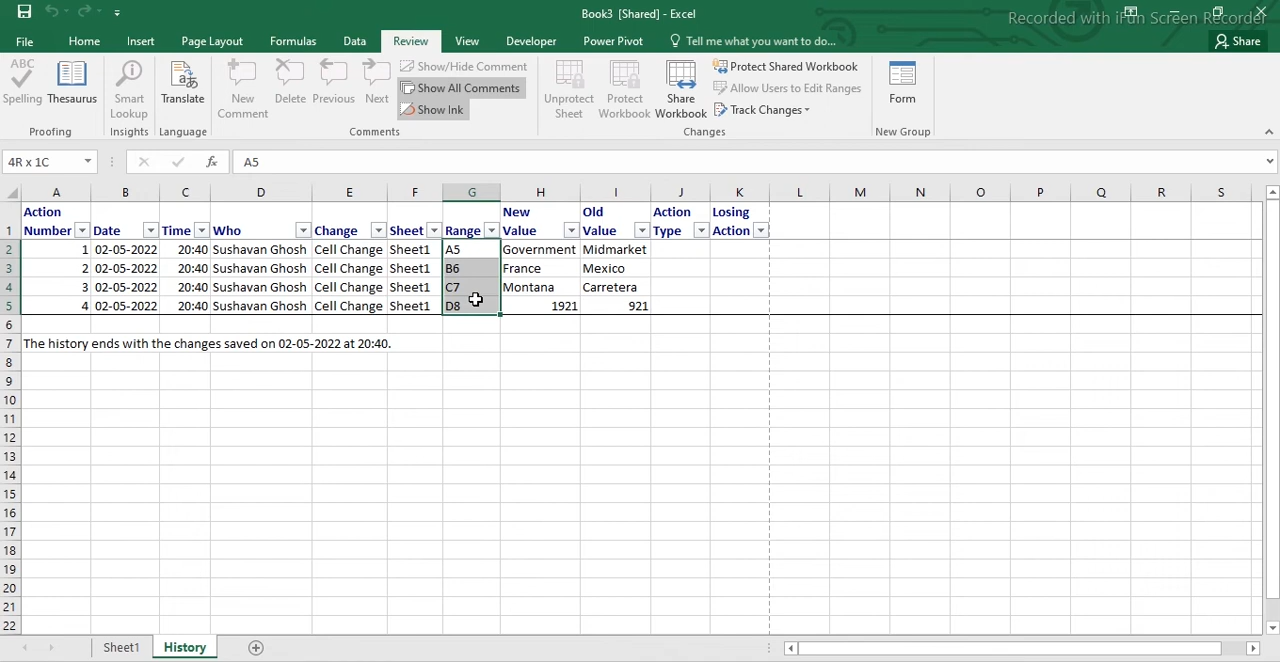 Book3 [Shared] - Excel
Recorded with iFun Screen Recorder
File Home Insert Page Layout Formulas Data Review View Developer Power Pivot Tell me what you want to do... Share
ABC
Spelling
Thesaurus
Proofing
Smart Lookup
Insights
Translate
Language
New Comment
Delete
Previous
Next
Show/Hide Comment
Show All Comments
Show Ink
Comments
Unprotect Sheet
Protect Workbook
Share Workbook
Protect Shared Workbook
Allow Users to Edit Ranges
Track Changes
Changes
Form
New Group
4R x 1C fx A5
A B C D E F G H I J K L M N O P Q R S
1 Action Number Date Time Who Change Sheet Range New Value Old Value Action Type Losing Action
2 1 02-05-2022 20:40 Sushavan Ghosh Cell Change Sheet1 A5 Government Midmarket
3 2 02-05-2022 20:40 Sushavan Ghosh Cell Change Sheet1 B6 France Mexico
4 3 02-05-2022 20:40 Sushavan Ghosh Cell Change Sheet1 C7 Montana Carretera
5 4 02-05-2022 20:40 Sushavan Ghosh Cell Change Sheet1 D8 1921 921
6
7 The history ends with the changes saved on 02-05-2022 at 20:40.
8
9
10
11
12
13
14
15
16
17
18
19
20
21
22
Sheet1 History